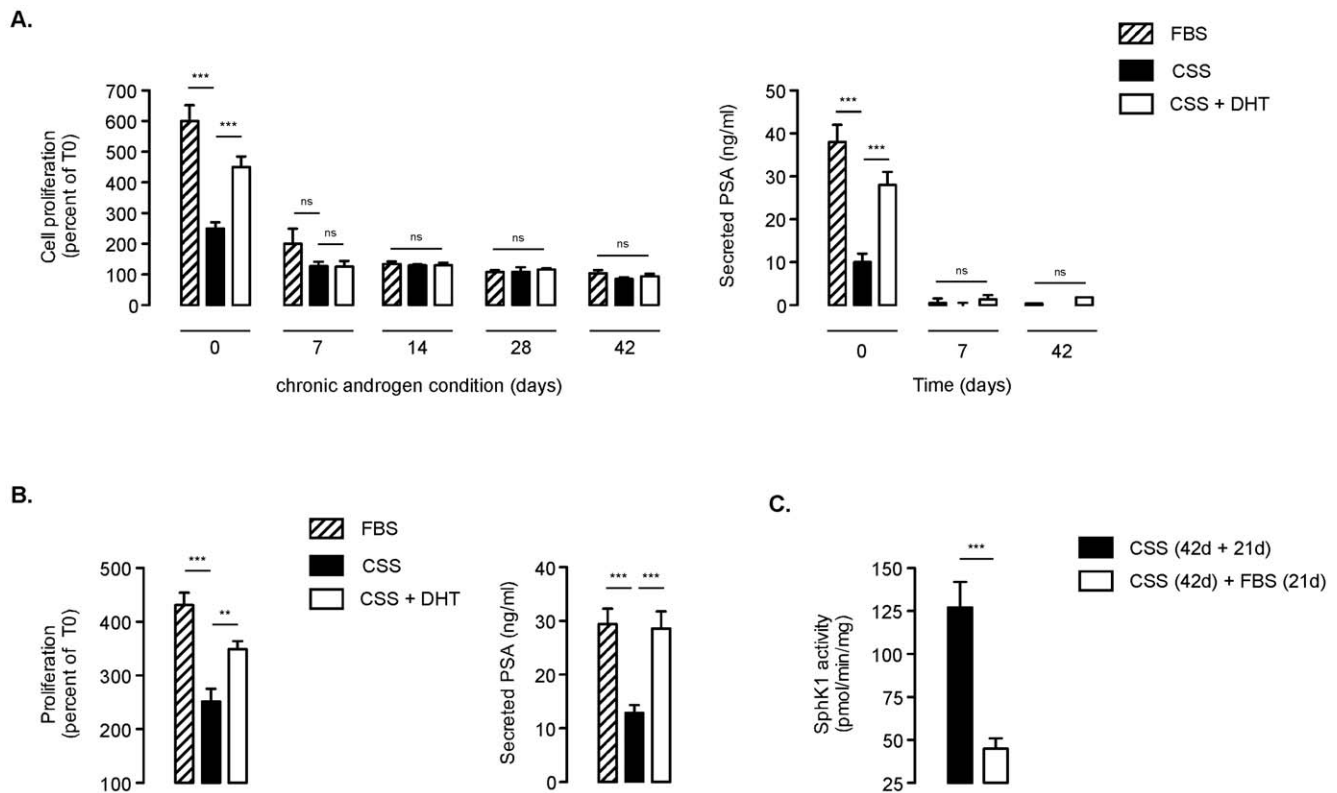 A.
FBS
CSS
CSS + DHT
Cell proliferation
(percent of T0)
700
600
500
400
300
200
100
0
***
***
ns
ns
ns
ns
ns
0 7 14 28 42
chronic androgen condition (days)
Secreted PSA (ng/ml)
50
40
30
20
10
0
***
***
ns
ns
0 7 42
Time (days)
B.
FBS
CSS
CSS + DHT
Proliferation
(percent of T0)
500
400
300
200
100
***
**
Secreted PSA (ng/ml)
40
30
20
10
0
*** ***
C.
CSS (42d + 21d)
CSS (42d) + FBS (21d)
SphK1 activity
(pmol/min/mg)
150
125
100
75
50
25
***